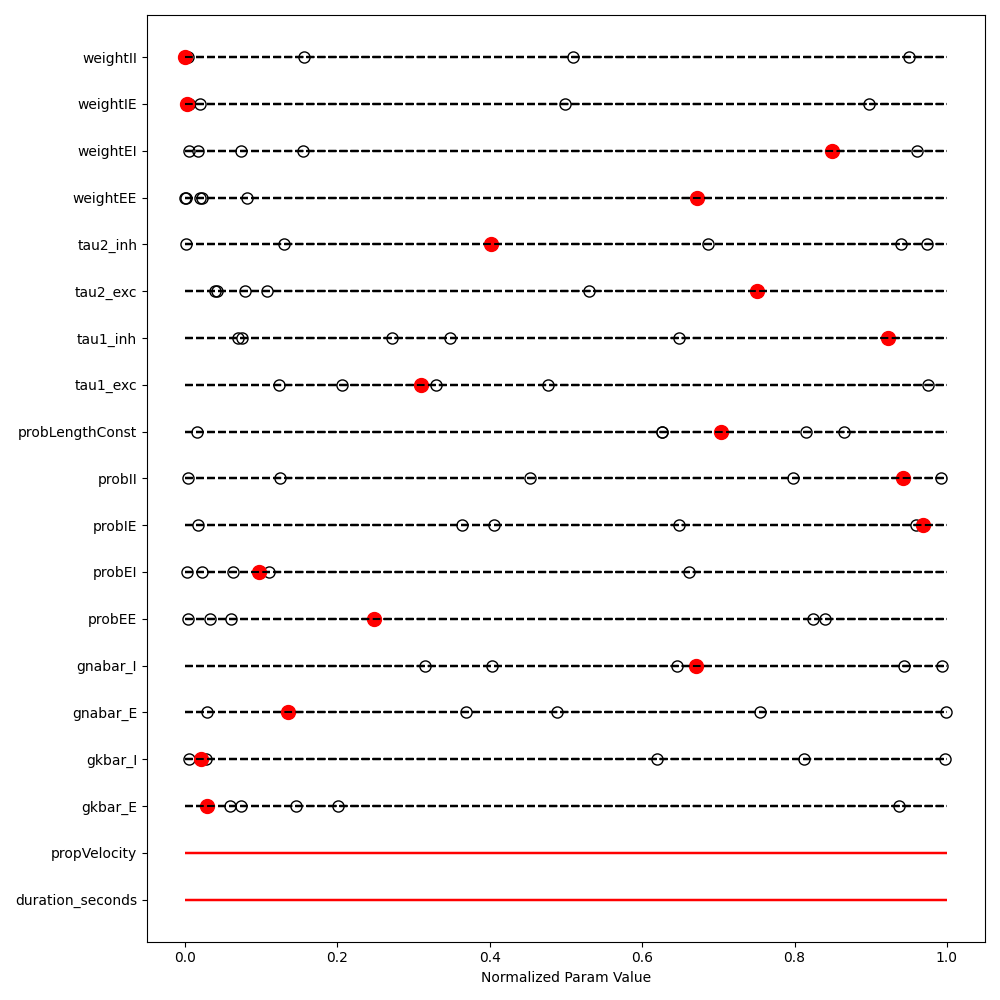 weightII
weightIE
weightEI
weightEE
tau2_inh
tau2_exc
tau1_inh
tau1_exc
probLengthConst
probII
probIE
probEI
probEE
gnabar_I
gnabar_E
gkbar_I
gkbar_E
propVelocity
duration_seconds
0.0 0.2 0.4 0.6 0.8 1.0
Normalized Param Value